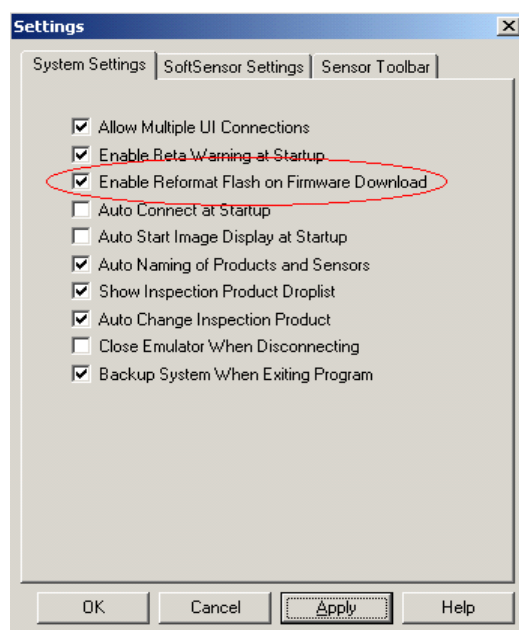 Settings
System Settings SoftSensor Settings Sensor Toolbar
Allow Multiple UI Connections
Enable Beta Warning at Startup
Enable Reformat Flash on Firmware Download
Auto Connect at Startup
Auto Start Image Display at Startup
Auto Naming of Products and Sensors
Show Inspection Product Droplist
Auto Change Inspection Product
Close Emulator When Disconnecting
Backup System When Exiting Program
OK Cancel Apply Help